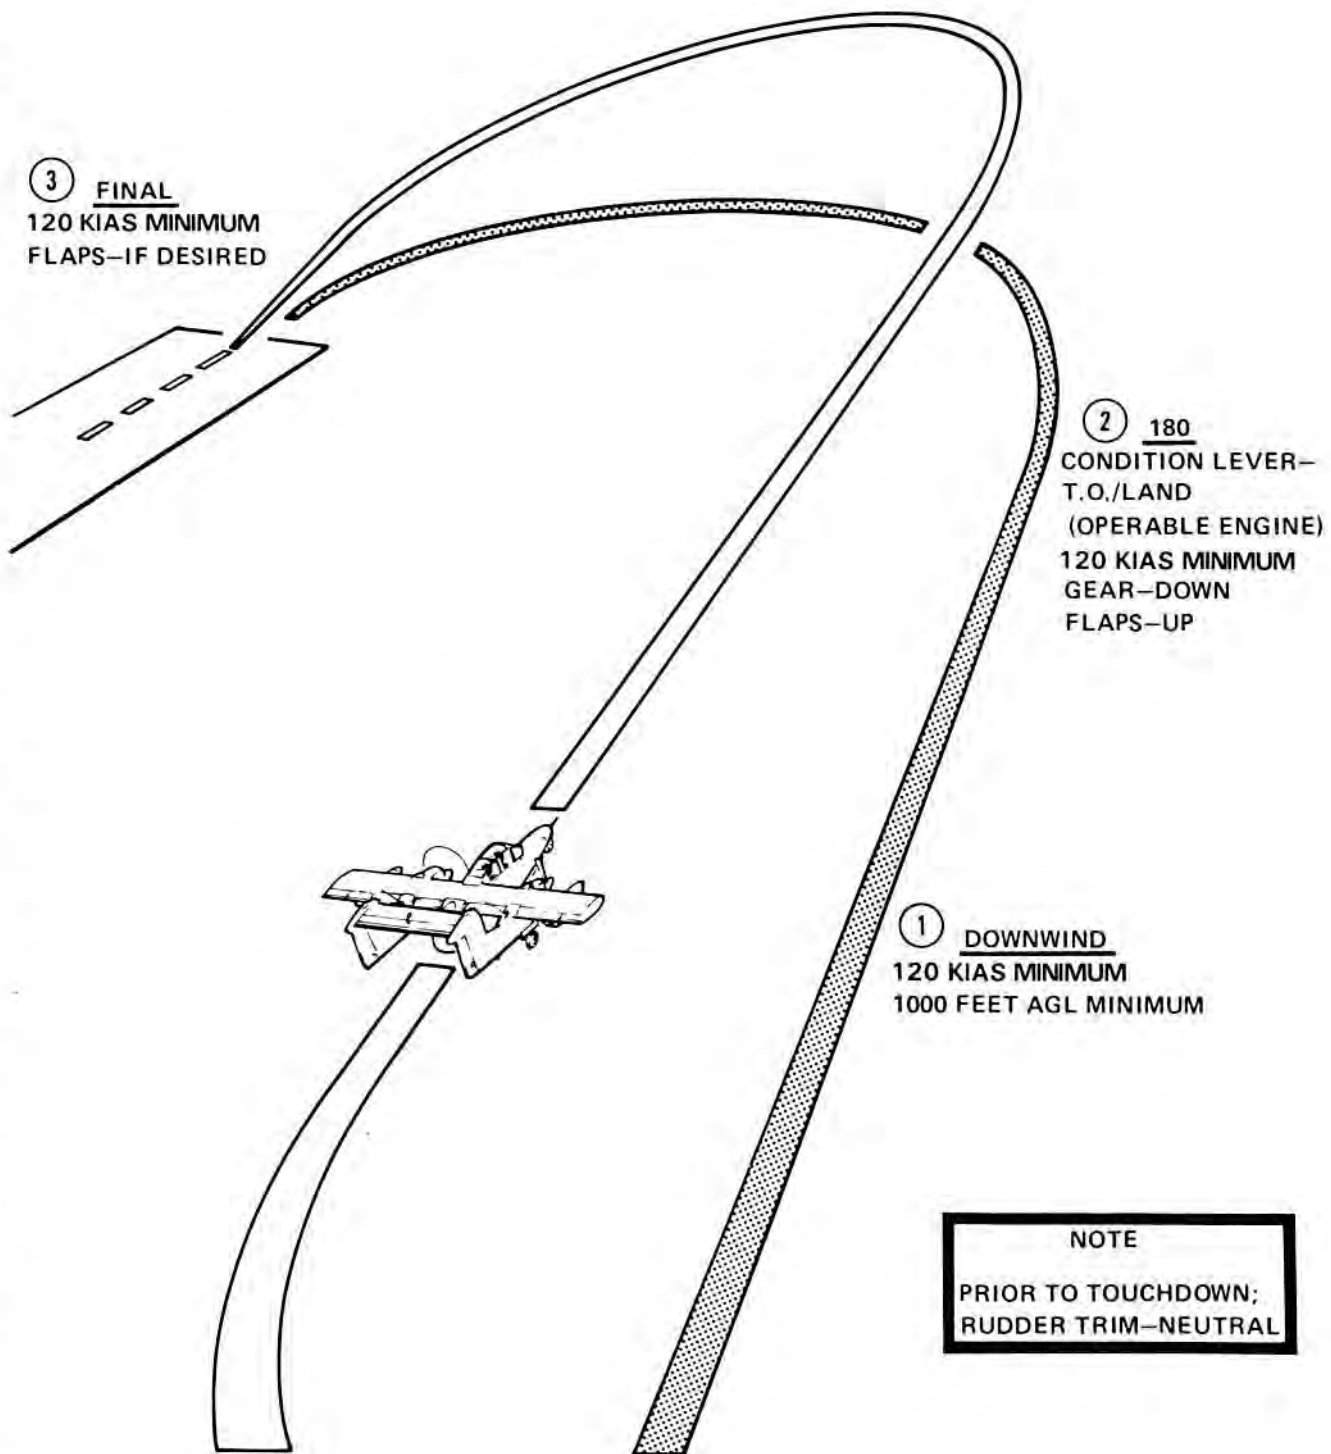 3 FINAL
120 KIAS MINIMUM
FLAPS—IF DESIRED
2 180
CONDITION LEVER—
T.O./LAND
(OPERABLE ENGINE)
120 KIAS MINIMUM
GEAR—DOWN
FLAPS—UP
1 DOWNWIND
120 KIAS MINIMUM
1000 FEET AGL MINIMUM
NOTE
PRIOR TO TOUCHDOWN;
RUDDER TRIM—NEUTRAL